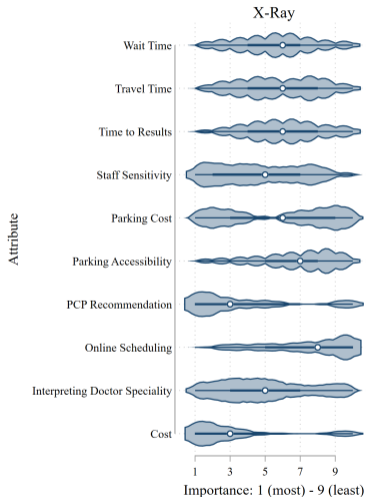 X-Ray
Attribute
Wait Time
Travel Time
Time to Results
Staff Sensitivity
Parking Cost
Parking Accessibility
PCP Recommendation
Online Scheduling
Interpreting Doctor Speciality
Cost
1 3 5 7 9
Importance: 1 (most) - 9 (least)